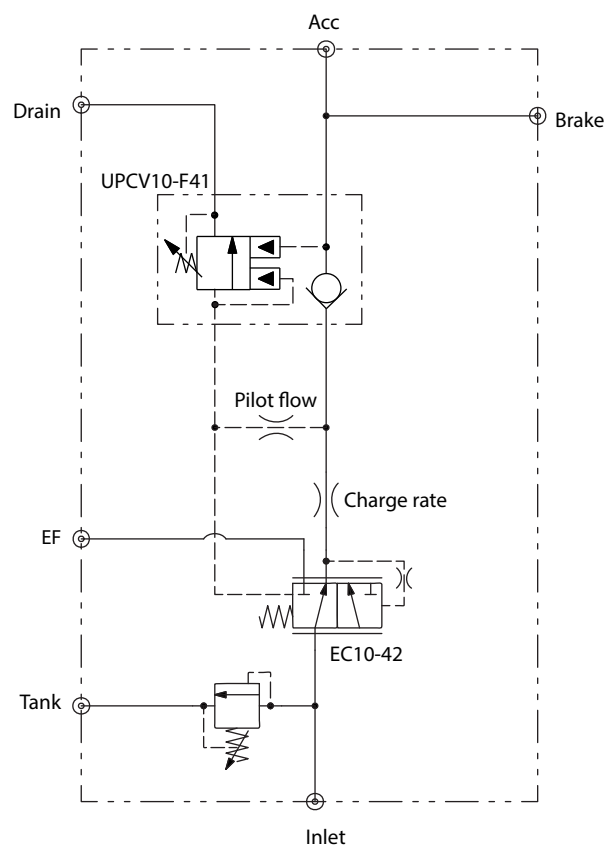 Acc
Drain
Brake
UPCV10-F41
Pilot flow
Charge rate
EF
EC10-42
Tank
Inlet